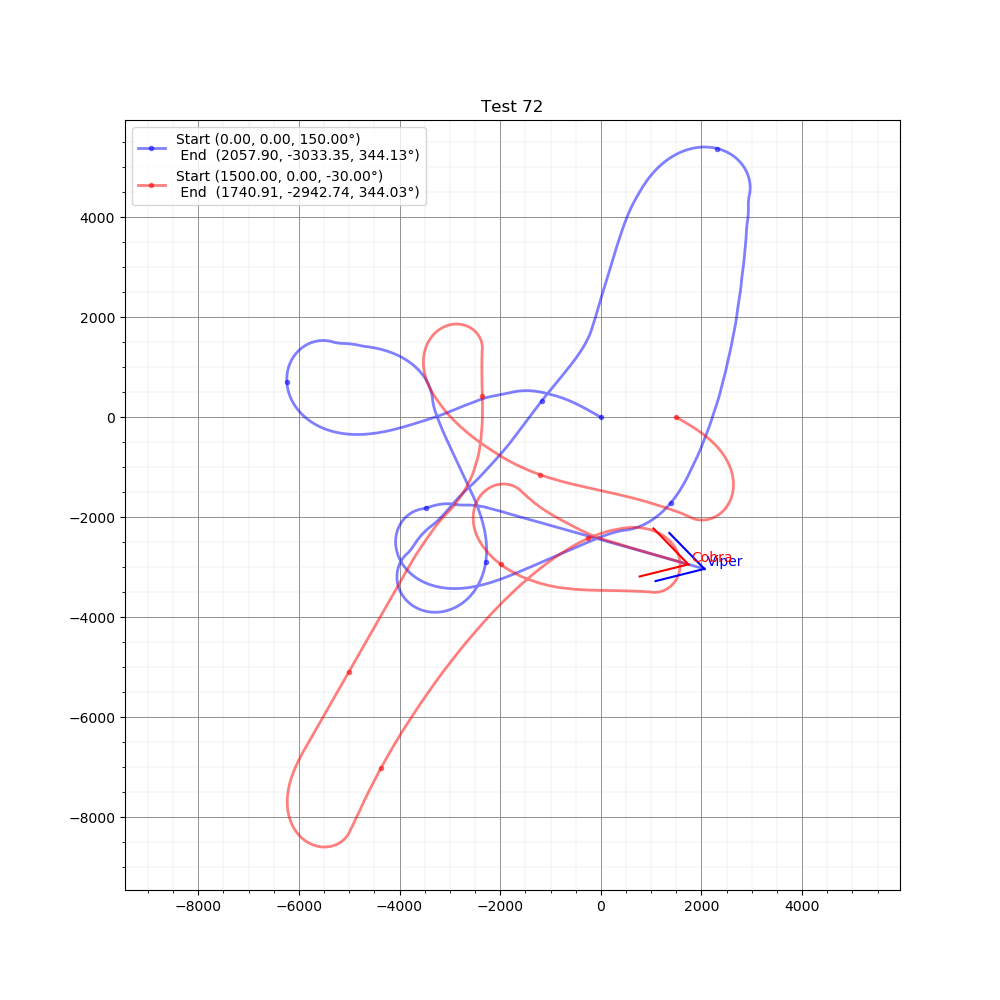 Test 72
Start (0.00, 0.00, 150.00°)
End (2057.90, -3033.35, 344.13°)
Start (1500.00, 0.00, -30.00°)
End (1740.91, -2942.74, 344.03°)
4000
2000
0
−2000
−4000
−6000
−8000
Cobra
Viper
−8000 −6000 −4000 −2000 0 2000 4000